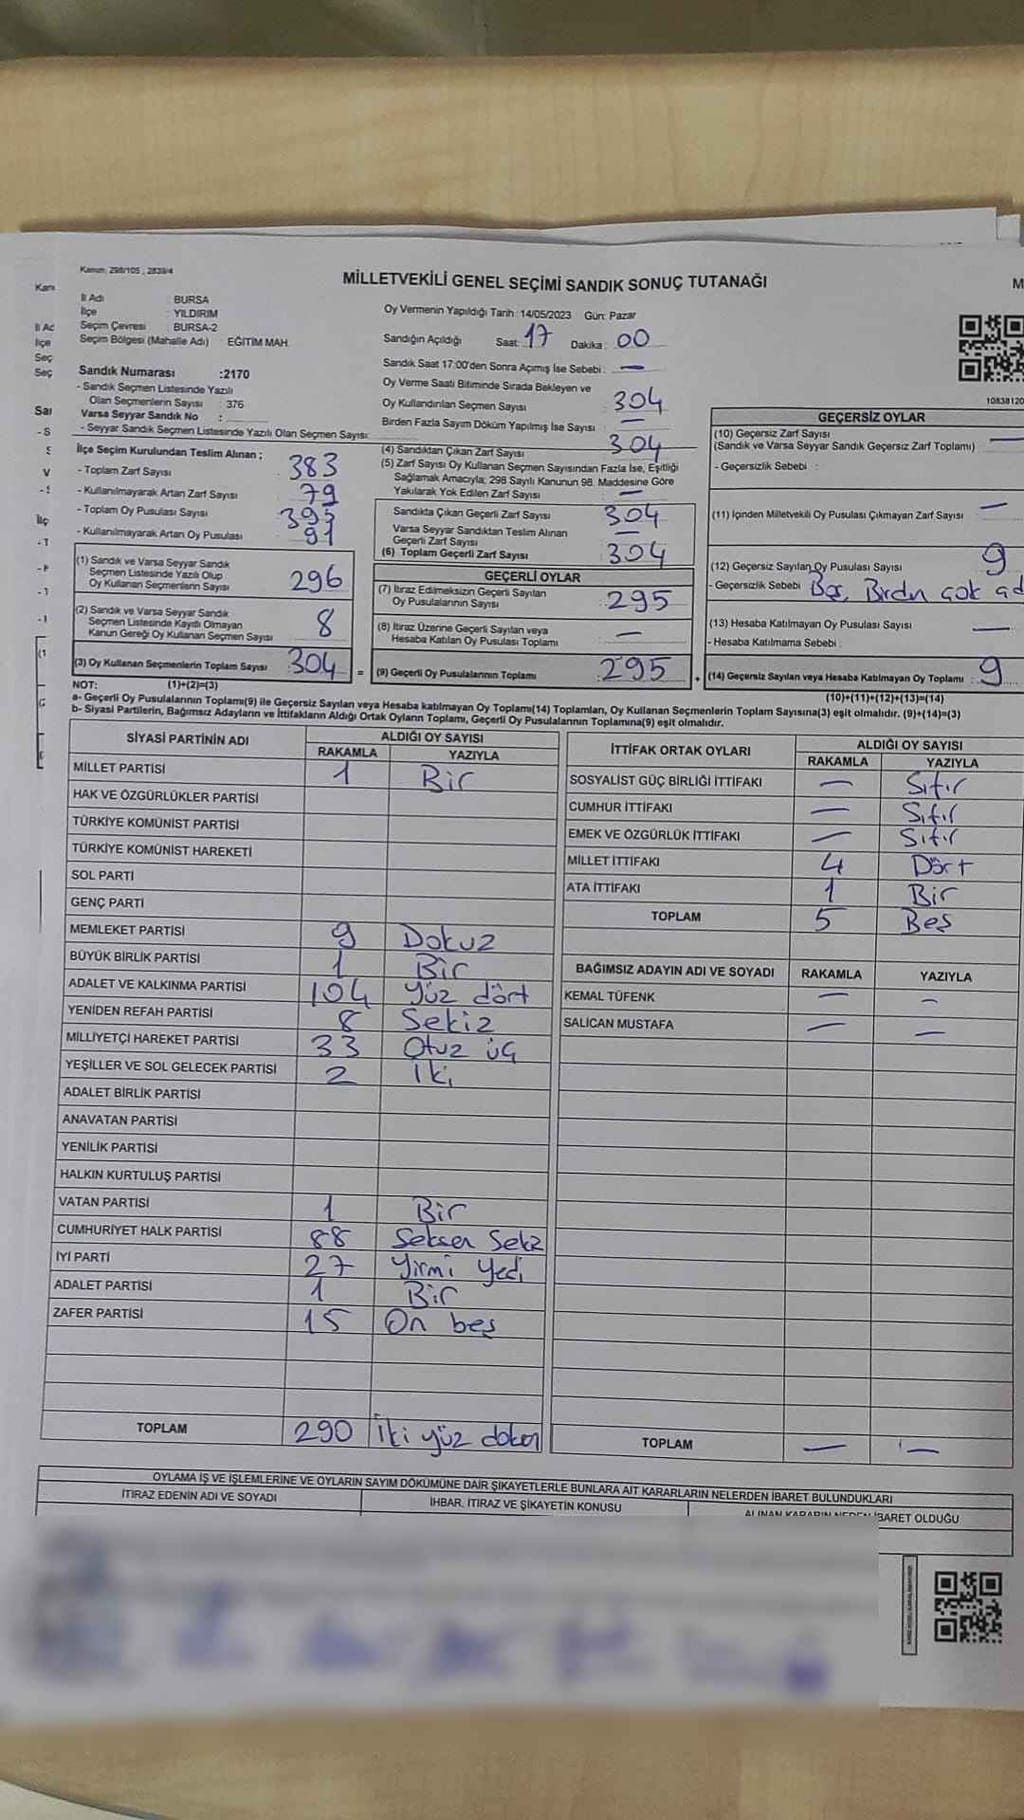 Kanun, 298/105 , 2839/4
MİLLETVEKİLİ GENEL SEÇİMİ SANDIK SONUÇ TUTANAĞI
M
Kanı
İl Adı : BURSA
İlçe : YILDIRIM
Seçim Çevresi : BURSA-2
Seçim Bölgesi (Mahalle Adı) EĞİTİM MAH.
İl Ac
İlçe
Seç
Seç
Oy Vermenin Yapıldığı Tarih : 14/05/2023 Gün: Pazar
Sandığın Açıldığı Saat: 17 Dakika : 00
Sandık Saat 17:00'den Sonra Açımış İse Sebebi : —
Oy Verme Saati Bitiminde Sırada Bekleyen ve
Oy Kullandırılan Seçmen Sayısı 304
Birden Fazla Sayım Döküm Yapılmış İse Sayısı : —
Sandık Numarası :2170
- Sandık Seçmen Listesinde Yazılı
Olan Seçmenlerin Sayısı : 376
Varsa Seyyar Sandık No :
- Seyyar Sandık Seçmen Listesinde Yazılı Olan Seçmen Sayısı:
İlçe Seçim Kurulundan Teslim Alınan ;
- Toplam Zarf Sayısı 383
- Kullanılmayarak Artan Zarf Sayısı 79
- Toplam Oy Pusulası Sayısı 395
- Kullanılmayarak Artan Oy Pusulası 91
(1) Sandık ve Varsa Seyyar Sandık
Seçmen Listesinde Yazılı Olup
Oy Kullanan Seçmenlerin Sayısı 296
(2) Sandık ve Varsa Seyyar Sandık
Seçmen Listesinde Kayıtlı Olmayan
Kanun Gereği Oy Kullanan Seçmen Sayısı 8
(3) Oy Kullanan Seçmenlerin Toplam Sayısı 304 =
(4) Sandıktan Çıkan Zarf Sayısı 304
(5) Zarf Sayısı Oy Kullanan Seçmen Sayısından Fazla İse, Eşitliği
Sağlamak Amacıyla; 298 Sayılı Kanunun 98. Maddesine Göre
Yakılarak Yok Edilen Zarf Sayısı —
Sandıkta Çıkan Geçerli Zarf Sayısı 304
Varsa Seyyar Sandıktan Teslim Alınan
Geçerli Zarf Sayısı —
(6) Toplam Geçerli Zarf Sayısı 304
GEÇERLİ OYLAR
(7) İtiraz Edilmeksizin Geçerli Sayılan
Oy Pusulalarının Sayısı 295
(8) İtiraz Üzerine Geçerli Sayılan veya
Hesaba Katılan Oy Pusulası Toplamı —
(9) Geçerli Oy Pusulalarının Toplamı 295 +
10838120
GEÇERSİZ OYLAR
(10) Geçersiz Zarf Sayısı —
(Sandık ve Varsa Seyyar Sandık Geçersiz Zarf Toplamı)
- Geçersizlik Sebebi :
(11) İçinden Milletvekili Oy Pusulası Çıkmayan Zarf Sayısı —
(12) Geçersiz Sayılan Oy Pusulası Sayısı 9
- Geçersizlik Sebebi : Boş, Birden çok ad
(13) Hesaba Katılmayan Oy Pusulası Sayısı —
- Hesaba Katılmama Sebebi :
(14) Geçersiz Sayılan veya Hesaba Katılmayan Oy Toplamı : 9
NOT: (1)+(2)=(3)
(10)+(11)+(12)+(13)=(14)
a- Geçerli Oy Pusulalarının Toplamı(9) ile Geçersiz Sayılan veya Hesaba katılmayan Oy Toplamı(14) Toplamları, Oy Kullanan Seçmenlerin Toplam Sayısına(3) eşit olmalıdır. (9)+(14)=(3)
b- Siyasi Partilerin, Bağımsız Adayların ve İttifakların Aldığı Ortak Oyların Toplamı, Geçerli Oy Pusulalarının Toplamına(9) eşit olmalıdır.
SİYASİ PARTİNİN ADI ALDIĞI OY SAYISI
RAKAMLA YAZIYLA
MİLLET PARTİSİ 1 Bir
HAK VE ÖZGÜRLÜKLER PARTİSİ
TÜRKİYE KOMÜNİST PARTİSİ
TÜRKİYE KOMÜNİST HAREKETİ
SOL PARTİ
GENÇ PARTİ
MEMLEKET PARTİSİ 9 Dokuz
BÜYÜK BİRLİK PARTİSİ 1 Bir
ADALET VE KALKINMA PARTİSİ 104 Yüz dört
YENİDEN REFAH PARTİSİ 8 Sekiz
MİLLİYETÇİ HAREKET PARTİSİ 33 Otuz üç
YEŞİLLER VE SOL GELECEK PARTİSİ 2 İki
ADALET BİRLİK PARTİSİ
ANAVATAN PARTİSİ
YENİLİK PARTİSİ
HALKIN KURTULUŞ PARTİSİ
VATAN PARTİSİ 1 Bir
CUMHURİYET HALK PARTİSİ 88 Seksen Sekiz
İYİ PARTİ 27 Yirmi yedi
ADALET PARTİSİ 1 Bir
ZAFER PARTİSİ 15 On beş
TOPLAM 290 İki yüz doksan
İTTİFAK ORTAK OYLARI ALDIĞI OY SAYISI
RAKAMLA YAZIYLA
SOSYALİST GÜÇ BİRLİĞİ İTTİFAKI — Sıfır
CUMHUR İTTİFAKI — Sıfır
EMEK VE ÖZGÜRLÜK İTTİFAKI — Sıfır
MİLLET İTTİFAKI 4 Dört
ATA İTTİFAKI 1 Bir
TOPLAM 5 Beş
BAĞIMSIZ ADAYIN ADI VE SOYADI RAKAMLA YAZIYLA
KEMAL TÜFENK — —
SALİCAN MUSTAFA — —
TOPLAM — —
OYLAMA İŞ VE İŞLEMLERİNE VE OYLARIN SAYIM DÖKÜMÜNE DAİR ŞİKAYETLERLE BUNLARA AİT KARARLARIN NELERDEN İBARET BULUNDUKLARI
İTİRAZ EDENİN ADI VE SOYADI
İHBAR, İTİRAZ VE ŞİKAYETİN KONUSU
ALINAN KARARIN NEDEN İBARET OLDUĞU